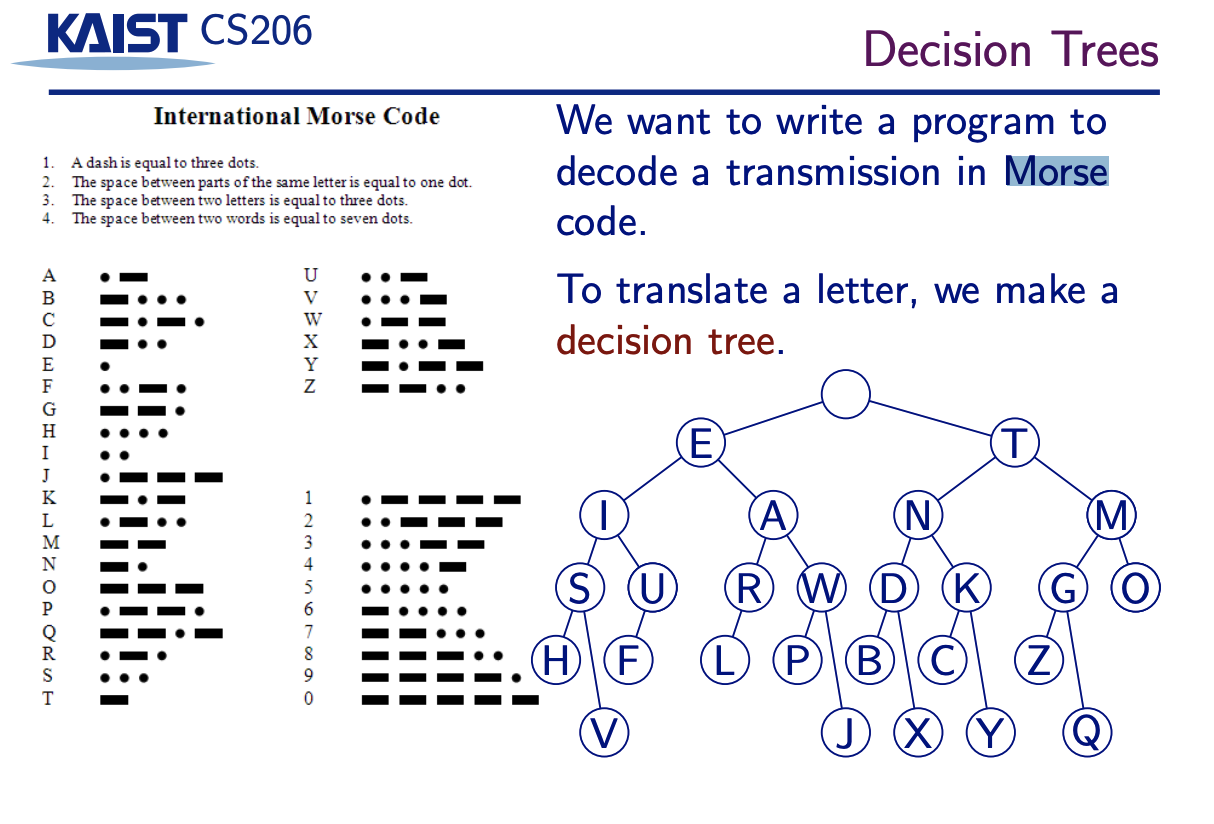 KAIST CS206
Decision Trees
International Morse Code
1. A dash is equal to three dots.
2. The space between parts of the same letter is equal to one dot.
3. The space between two letters is equal to three dots.
4. The space between two words is equal to seven dots.
A
B
C
D
E
F
G
H
I
J
K
L
M
N
O
P
Q
R
S
T
U
V
W
X
Y
Z
1
2
3
4
5
6
7
8
9
0
We want to write a program to
decode a transmission in Morse
code.
To translate a letter, we make a
decision tree.
E T
I A N M
S U R W D K G O
H F L P B C Z
V J X Y Q